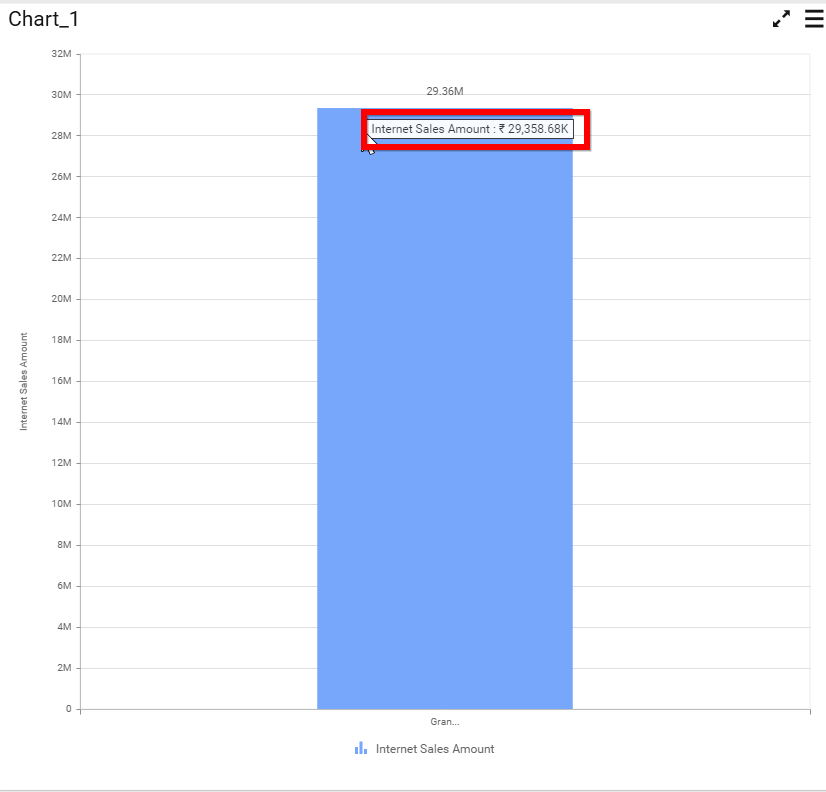 Chart_1
32M
30M
28M
26M
24M
22M
20M
18M
16M
14M
12M
10M
8M
6M
4M
2M
0
Internet Sales Amount
29.36M
Internet Sales Amount : ₹ 29,358.68K
Gran...
Internet Sales Amount